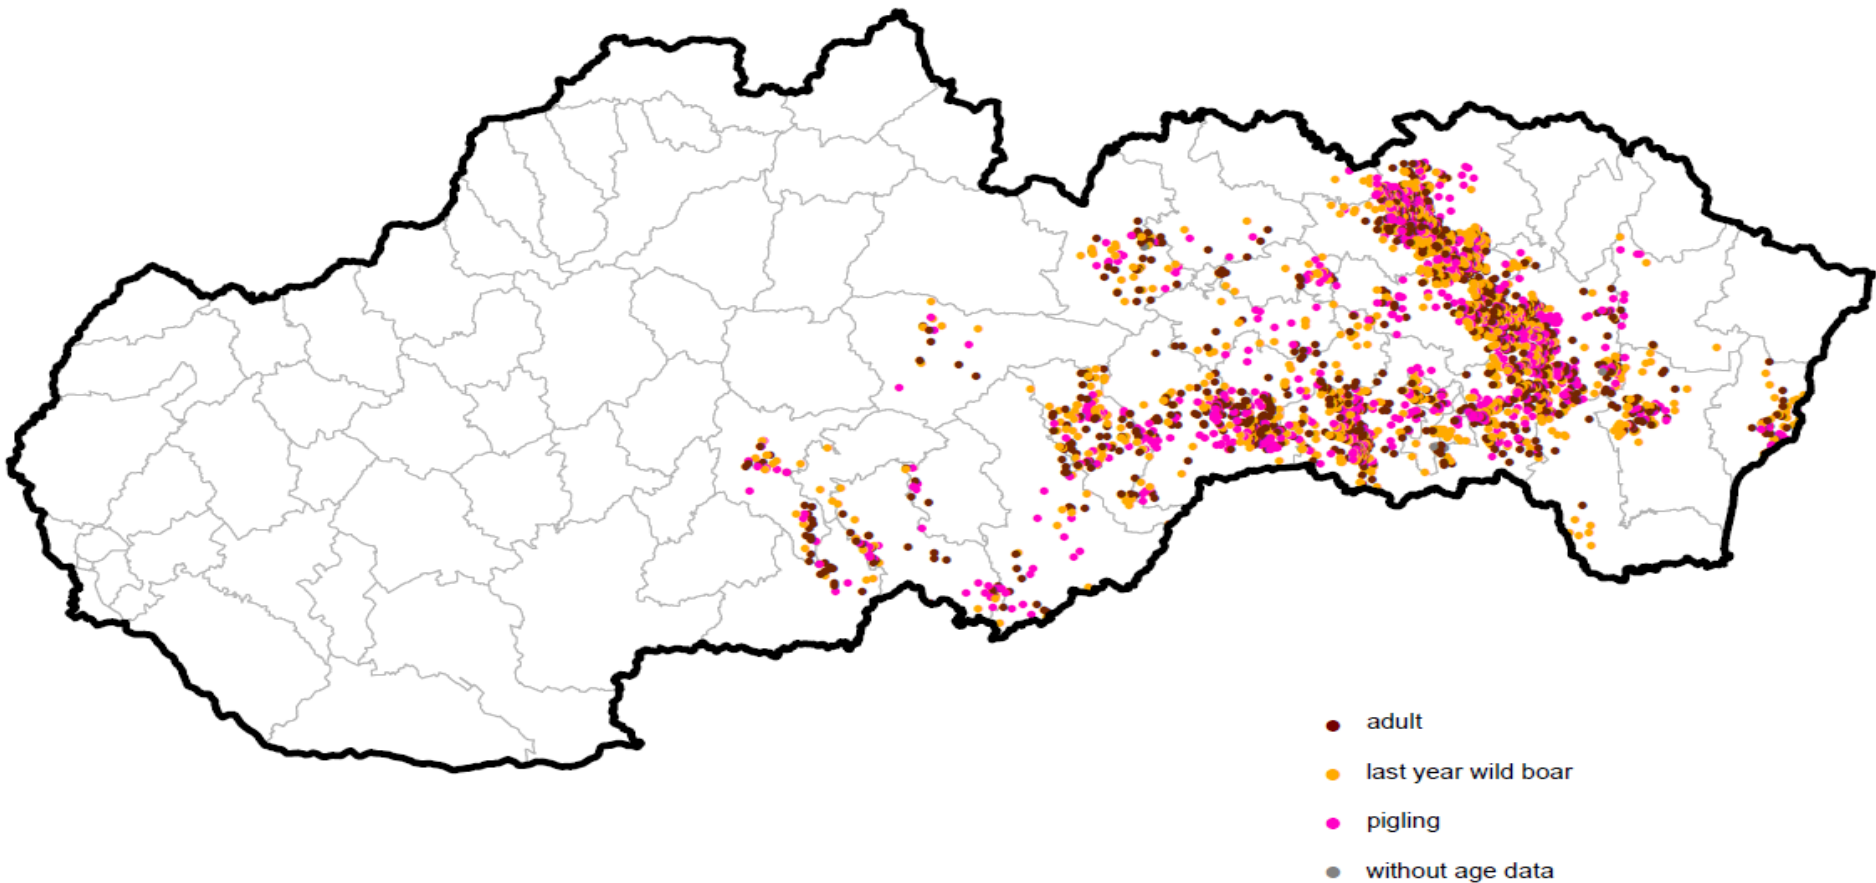 adult
last year wild boar
pigling
without age data